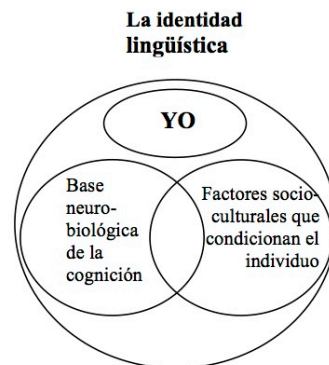 La identidad
lingüística
YO
Base
neuro-
biológica
de la
cognición
Factores socio-
culturales que
condicionan el
individuo